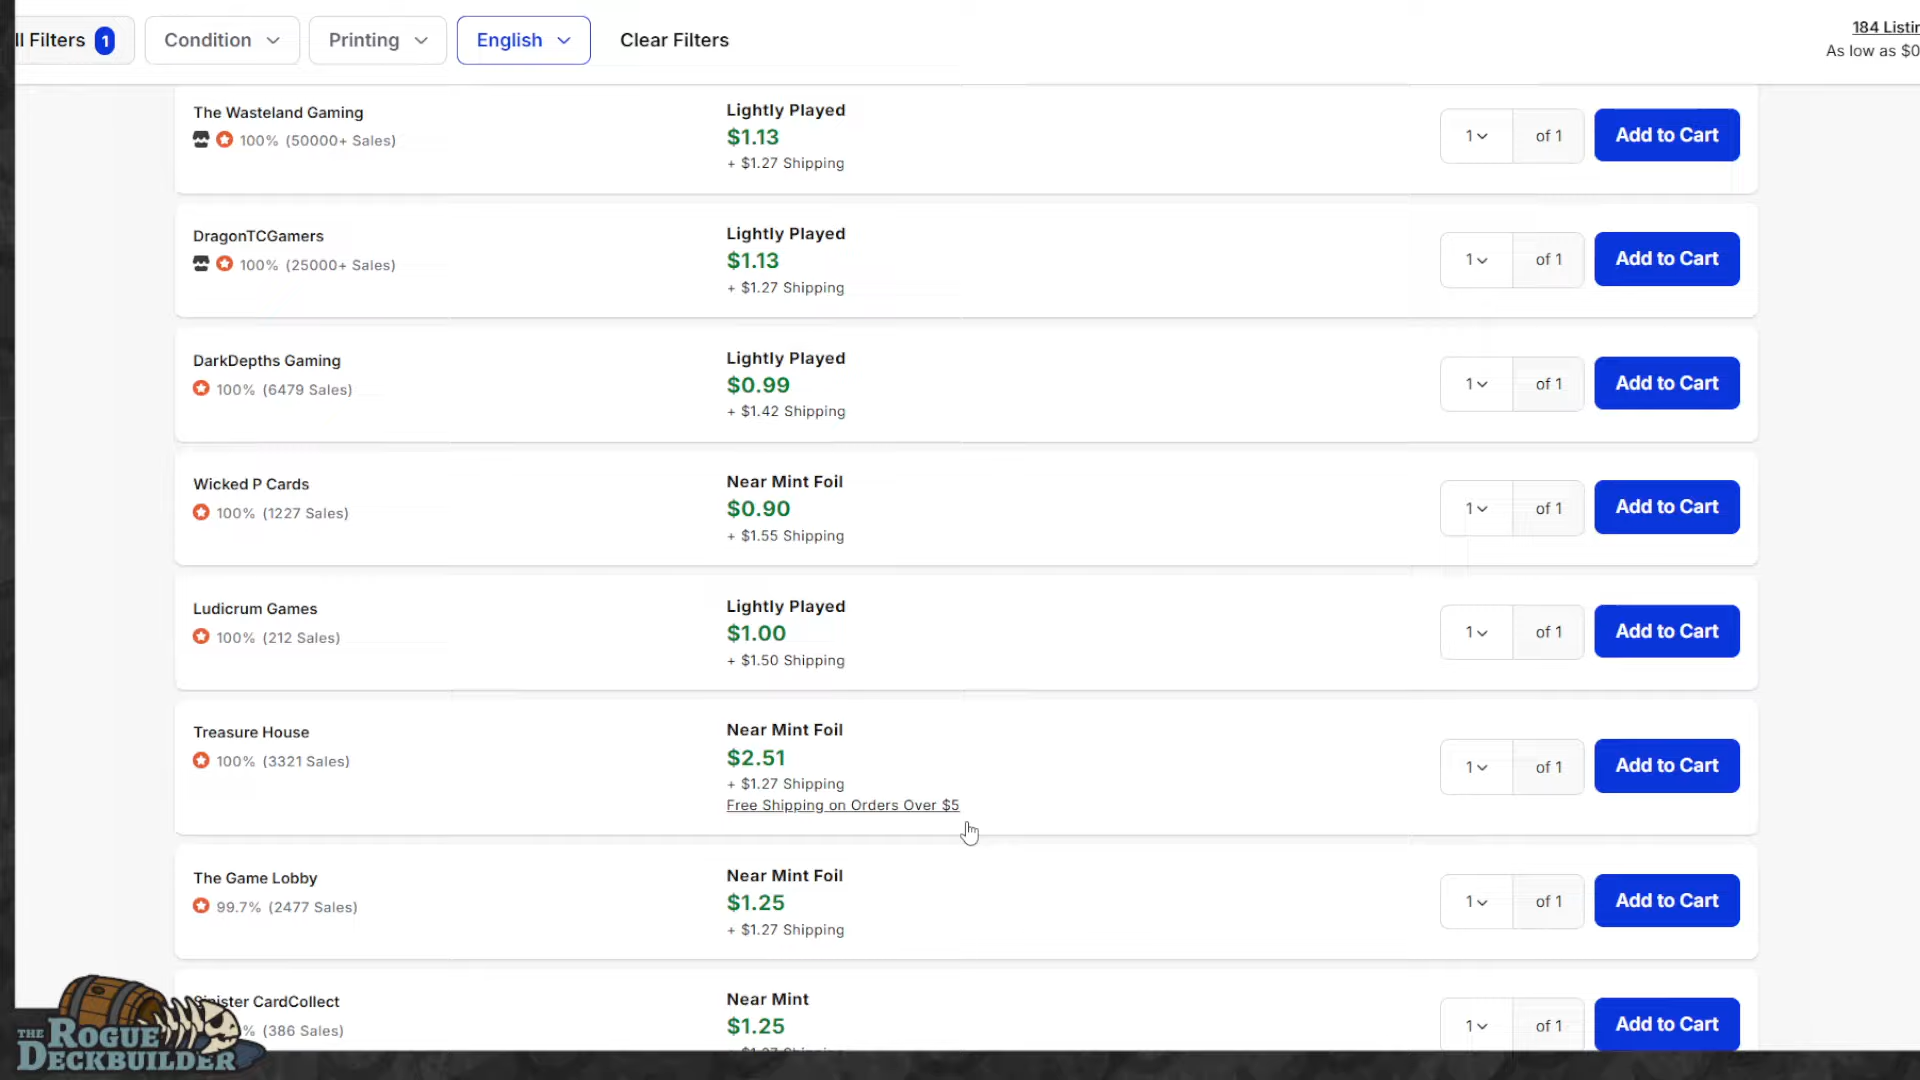 ll Filters 1
Condition
Printing
English
Clear Filters
184 Listin
As low as $0
The Wasteland Gaming
100% (50000+ Sales)
Lightly Played
$1.13
+ $1.27 Shipping
1
of 1
Add to Cart
DragonTCGamers
100% (25000+ Sales)
Lightly Played
$1.13
+ $1.27 Shipping
1
of 1
Add to Cart
DarkDepths Gaming
100% (6479 Sales)
Lightly Played
$0.99
+ $1.42 Shipping
1
of 1
Add to Cart
Wicked P Cards
100% (1227 Sales)
Near Mint Foil
$0.90
+ $1.55 Shipping
1
of 1
Add to Cart
Ludicrum Games
100% (212 Sales)
Lightly Played
$1.00
+ $1.50 Shipping
1
of 1
Add to Cart
Treasure House
100% (3321 Sales)
Near Mint Foil
$2.51
+ $1.27 Shipping
Free Shipping on Orders Over $5
1
of 1
Add to Cart
The Game Lobby
99.7% (2477 Sales)
Near Mint Foil
$1.25
+ $1.27 Shipping
1
of 1
Add to Cart
Sinister CardCollect
% (386 Sales)
Near Mint
$1.25
1
of 1
Add to Cart
THE ROGUE
DECKBUILDER